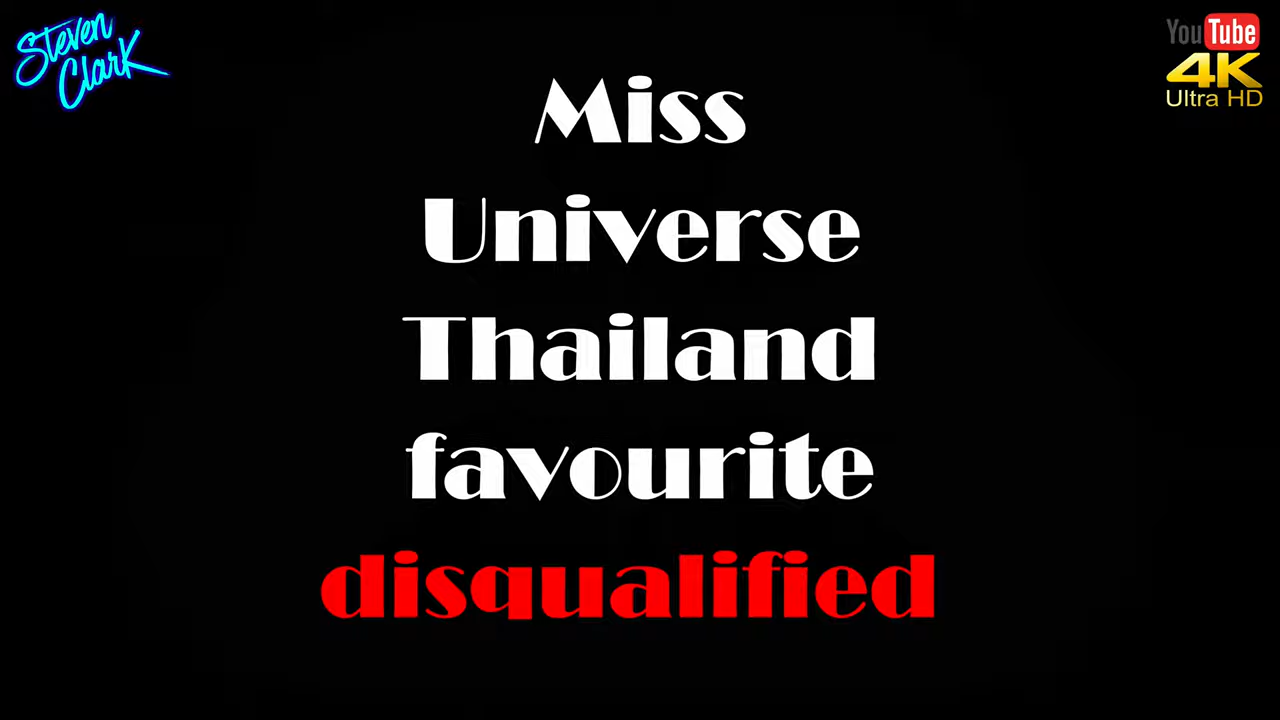 Steven
Clark
YouTube
4K
Ultra HD
Miss
Universe
Thailand
favourite
disqualified